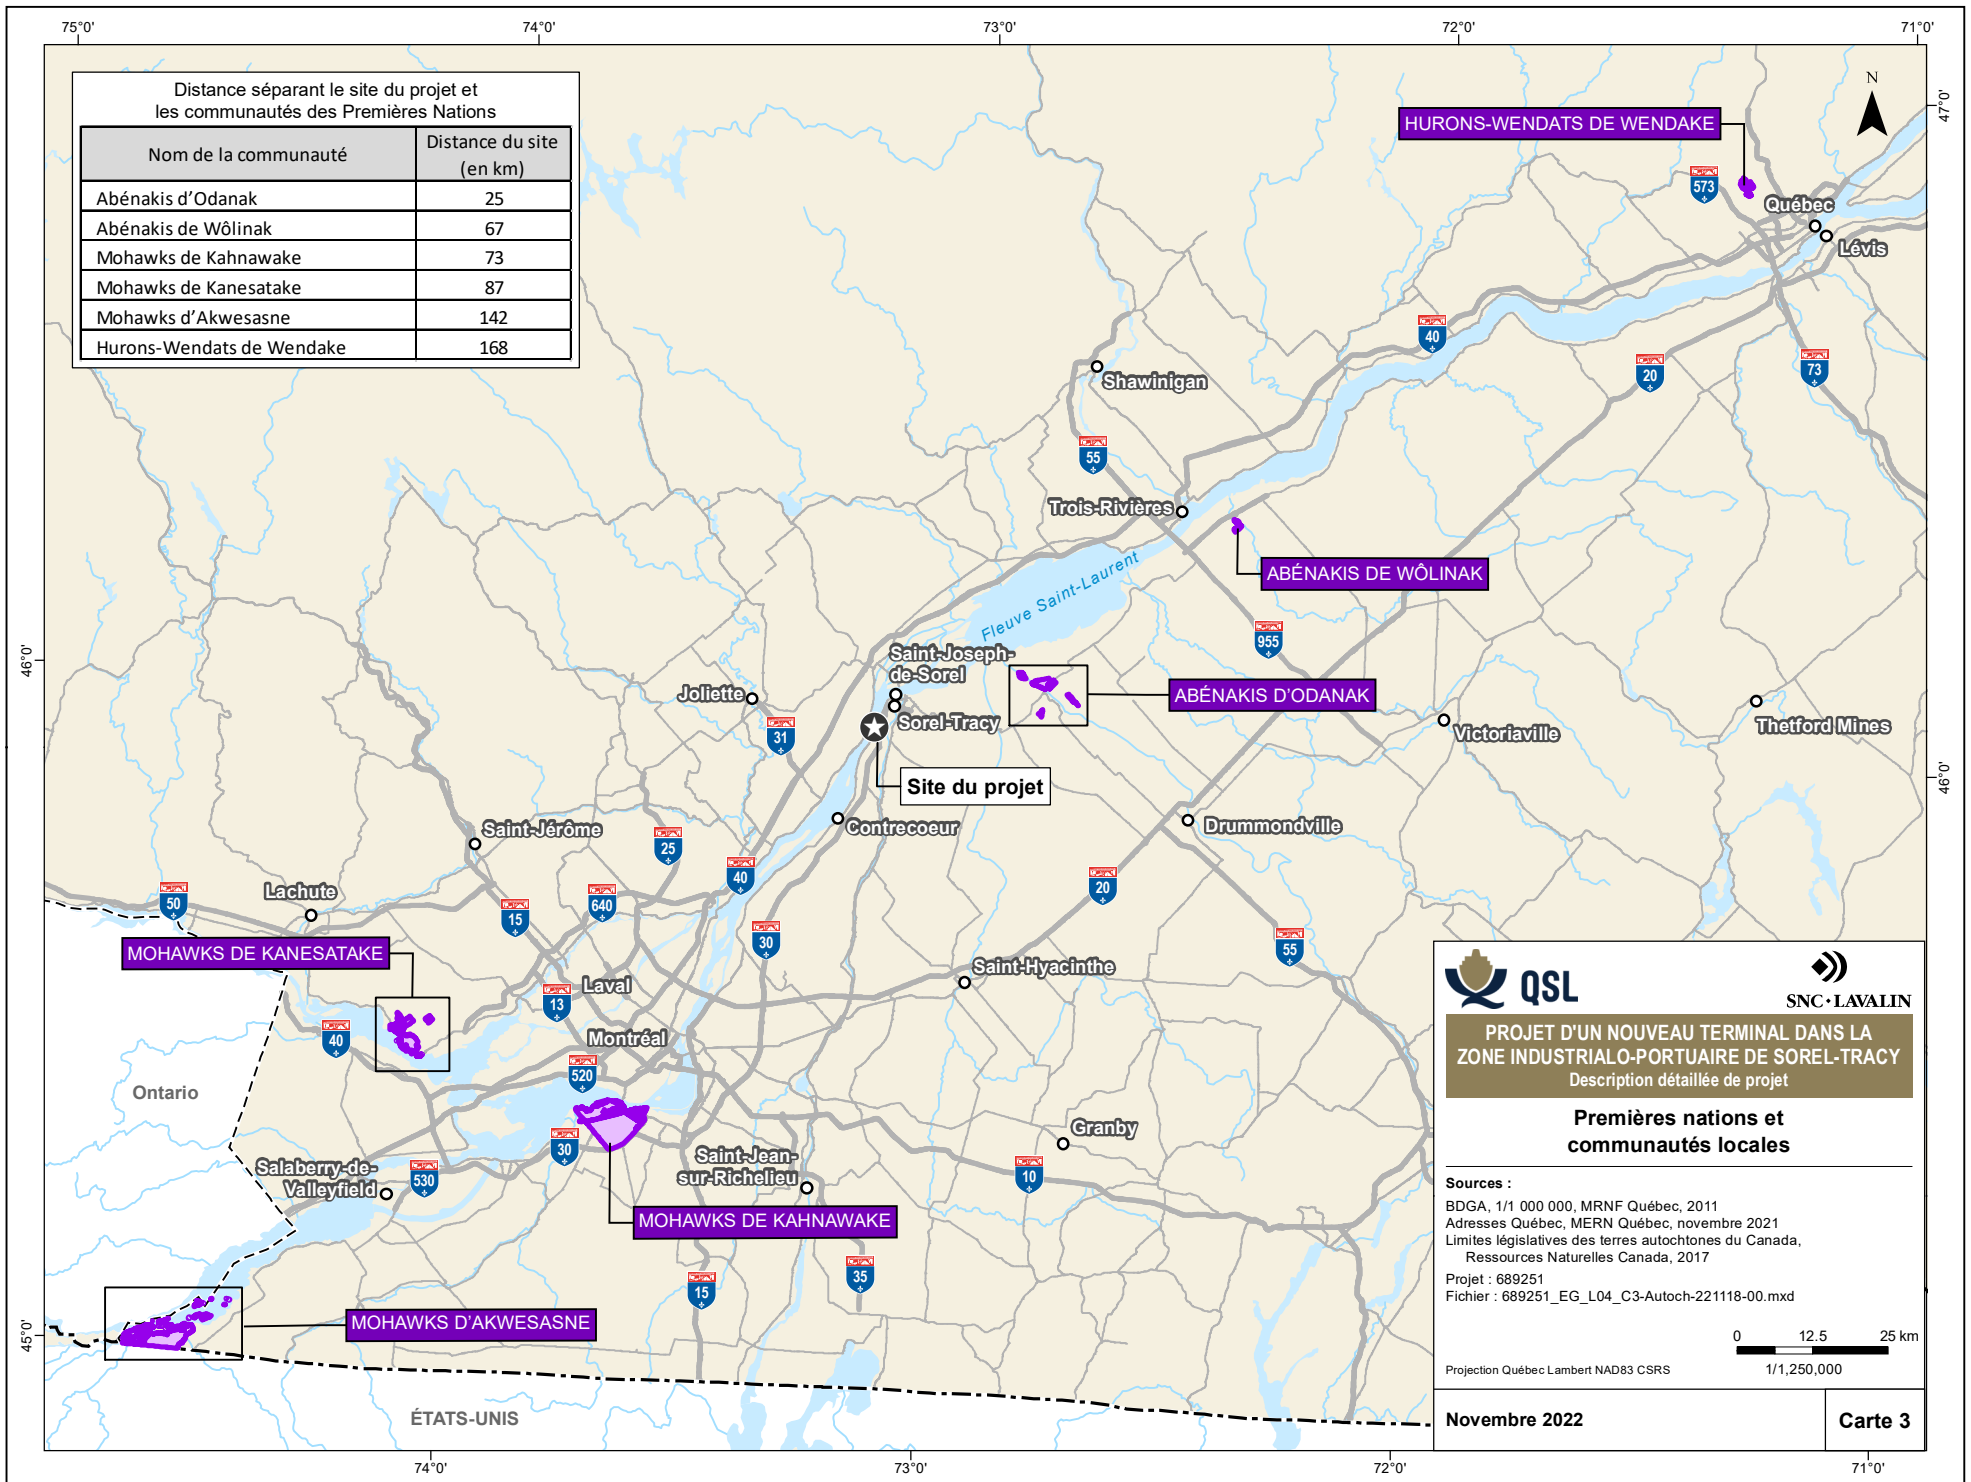 75°0'
74°0'
73°0'
72°0'
71°0'
N
47°0'
Distance séparant le site du projet et
les communautés des Premières Nations
Nom de la communauté
Distance du site
(en km)
Abénakis d'Odanak 25
Abénakis de Wôlinak 67
Mohawks de Kahnawake 73
Mohawks de Kanesatake 87
Mohawks d'Akwesasne 142
Hurons-Wendats de Wendake 168
HURONS-WENDATS DE WENDAKE
573
Québec
Lévis
40
20
73
Shawinigan
55
Trois-Rivières
ABÉNAKIS DE WÔLINAK
Fleuve Saint-Laurent
955
46°0'
Saint-Joseph-
de-Sorel
Joliette
ABÉNAKIS D'ODANAK
Sorel-Tracy
31
Victoriaville
Thetford Mines
46°0'
Site du projet
Contrecoeur
Drummondville
Saint-Jérôme
25
40
20
Lachute
50
15
640
30
55
MOHAWKS DE KANESATAKE
Saint-Hyacinthe
Laval
13
40
Montréal
520
Ontario
30
Granby
Saint-Jean-
sur-Richelieu
10
Salaberry-de-
Valleyfield
530
MOHAWKS DE KAHNAWAKE
15
35
MOHAWKS D'AKWESASNE
45°0'
ÉTATS-UNIS
QSL
SNC·LAVALIN
PROJET D'UN NOUVEAU TERMINAL DANS LA
ZONE INDUSTRIALO-PORTUAIRE DE SOREL-TRACY
Description détaillée de projet
Premières nations et
communautés locales
Sources :
BDGA, 1/1 000 000, MRNF Québec, 2011
Adresses Québec, MERN Québec, novembre 2021
Limites législatives des terres autochtones du Canada,
Ressources Naturelles Canada, 2017
Projet : 689251
Fichier : 689251_EG_L04_C3-Autoch-221118-00.mxd
0 12.5 25 km
Projection Québec Lambert NAD83 CSRS
1/1,250,000
Novembre 2022
Carte 3
74°0'
73°0'
72°0'
71°0'